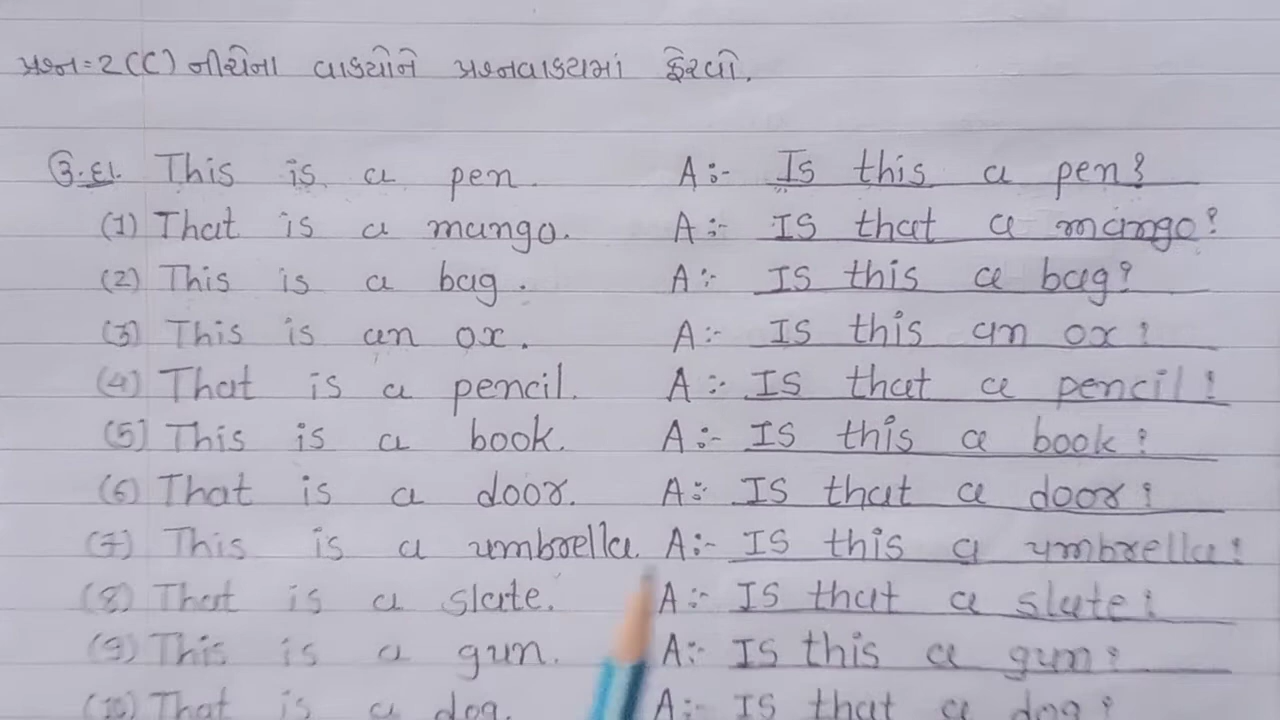 પ્રશ્ન=2(C) નીચેના વાક્યોને પ્રશ્નવાક્યમાં ફેરવો.
ઉ.દા. This is a pen. A:- Is this a pen?
(1) That is a mango. A:- IS that a mango?
(2) This is a bag. A:- IS this a bag?
(3) This is an ox. A:- IS this an ox?
(4) That is a pencil. A:- IS that a pencil?
(5) This is a book. A:- IS this a book?
(6) That is a door. A:- IS that a door?
(7) This is a umbrella. A:- IS this a umbrella?
(8) That is a slate. A:- IS that a slate?
(9) This is a gun. A:- IS this a gun?
(10) That is a dog. A:- IS that a dog?